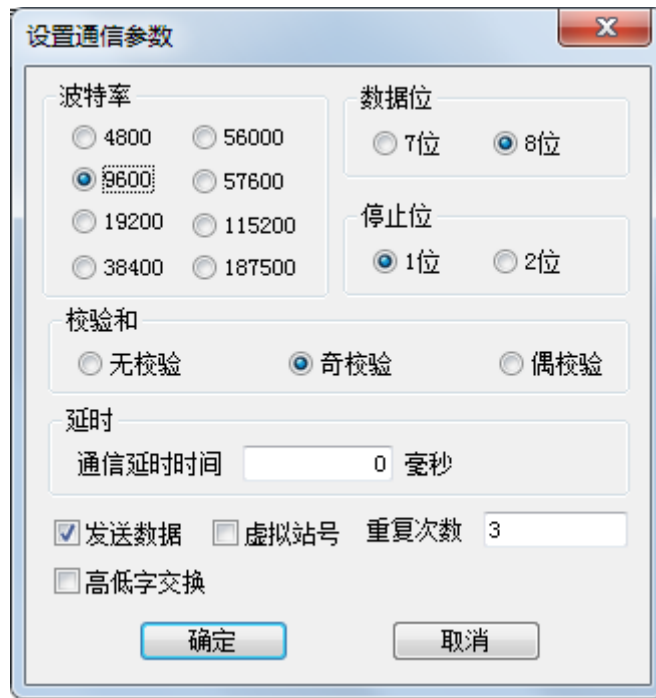 设置通信参数
波特率
4800 56000
9600 57600
19200 115200
38400 187500
数据位
7位 8位
停止位
1位 2位
校验和
无校验 奇校验 偶校验
延时
通信延时时间 0 毫秒
发送数据 虚拟站号 重复次数 3
高低字交换
确定 取消